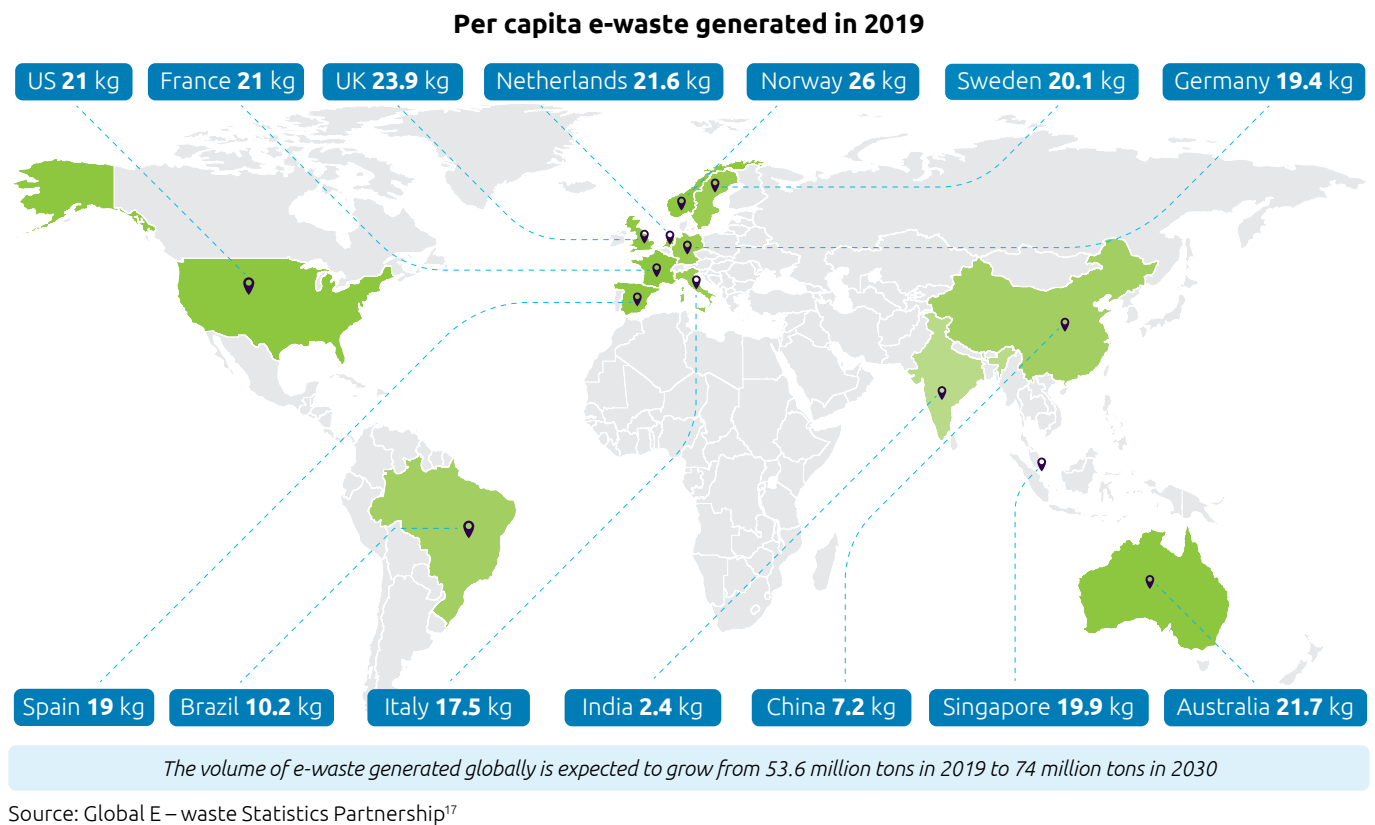 Per capita e-waste generated in 2019
US 21 kg
France 21 kg
UK 23.9 kg
Netherlands 21.6 kg
Norway 26 kg
Sweden 20.1 kg
Germany 19.4 kg
Spain 19 kg
Brazil 10.2 kg
Italy 17.5 kg
India 2.4 kg
China 7.2 kg
Singapore 19.9 kg
Australia 21.7 kg
The volume of e-waste generated globally is expected to grow from 53.6 million tons in 2019 to 74 million tons in 2030
Source: Global E – waste Statistics Partnership¹⁷